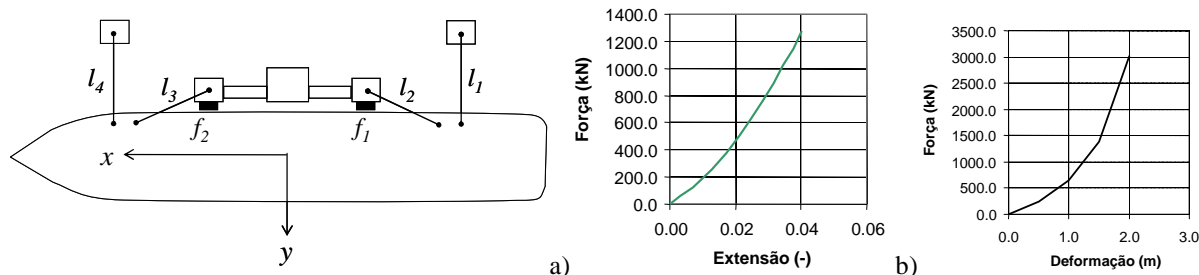 l4
l3
l2
l1
f2
f1
x
y
a)
Força (kN)
1400.0
1200.0
1000.0
800.0
600.0
400.0
200.0
0.0
0.00 0.02 0.04 0.06
Extensão (-)
b)
Força (kN)
3500.0
3000.0
2500.0
2000.0
1500.0
1000.0
500.0
0.0
0.0 1.0 2.0 3.0
Deformação (m)